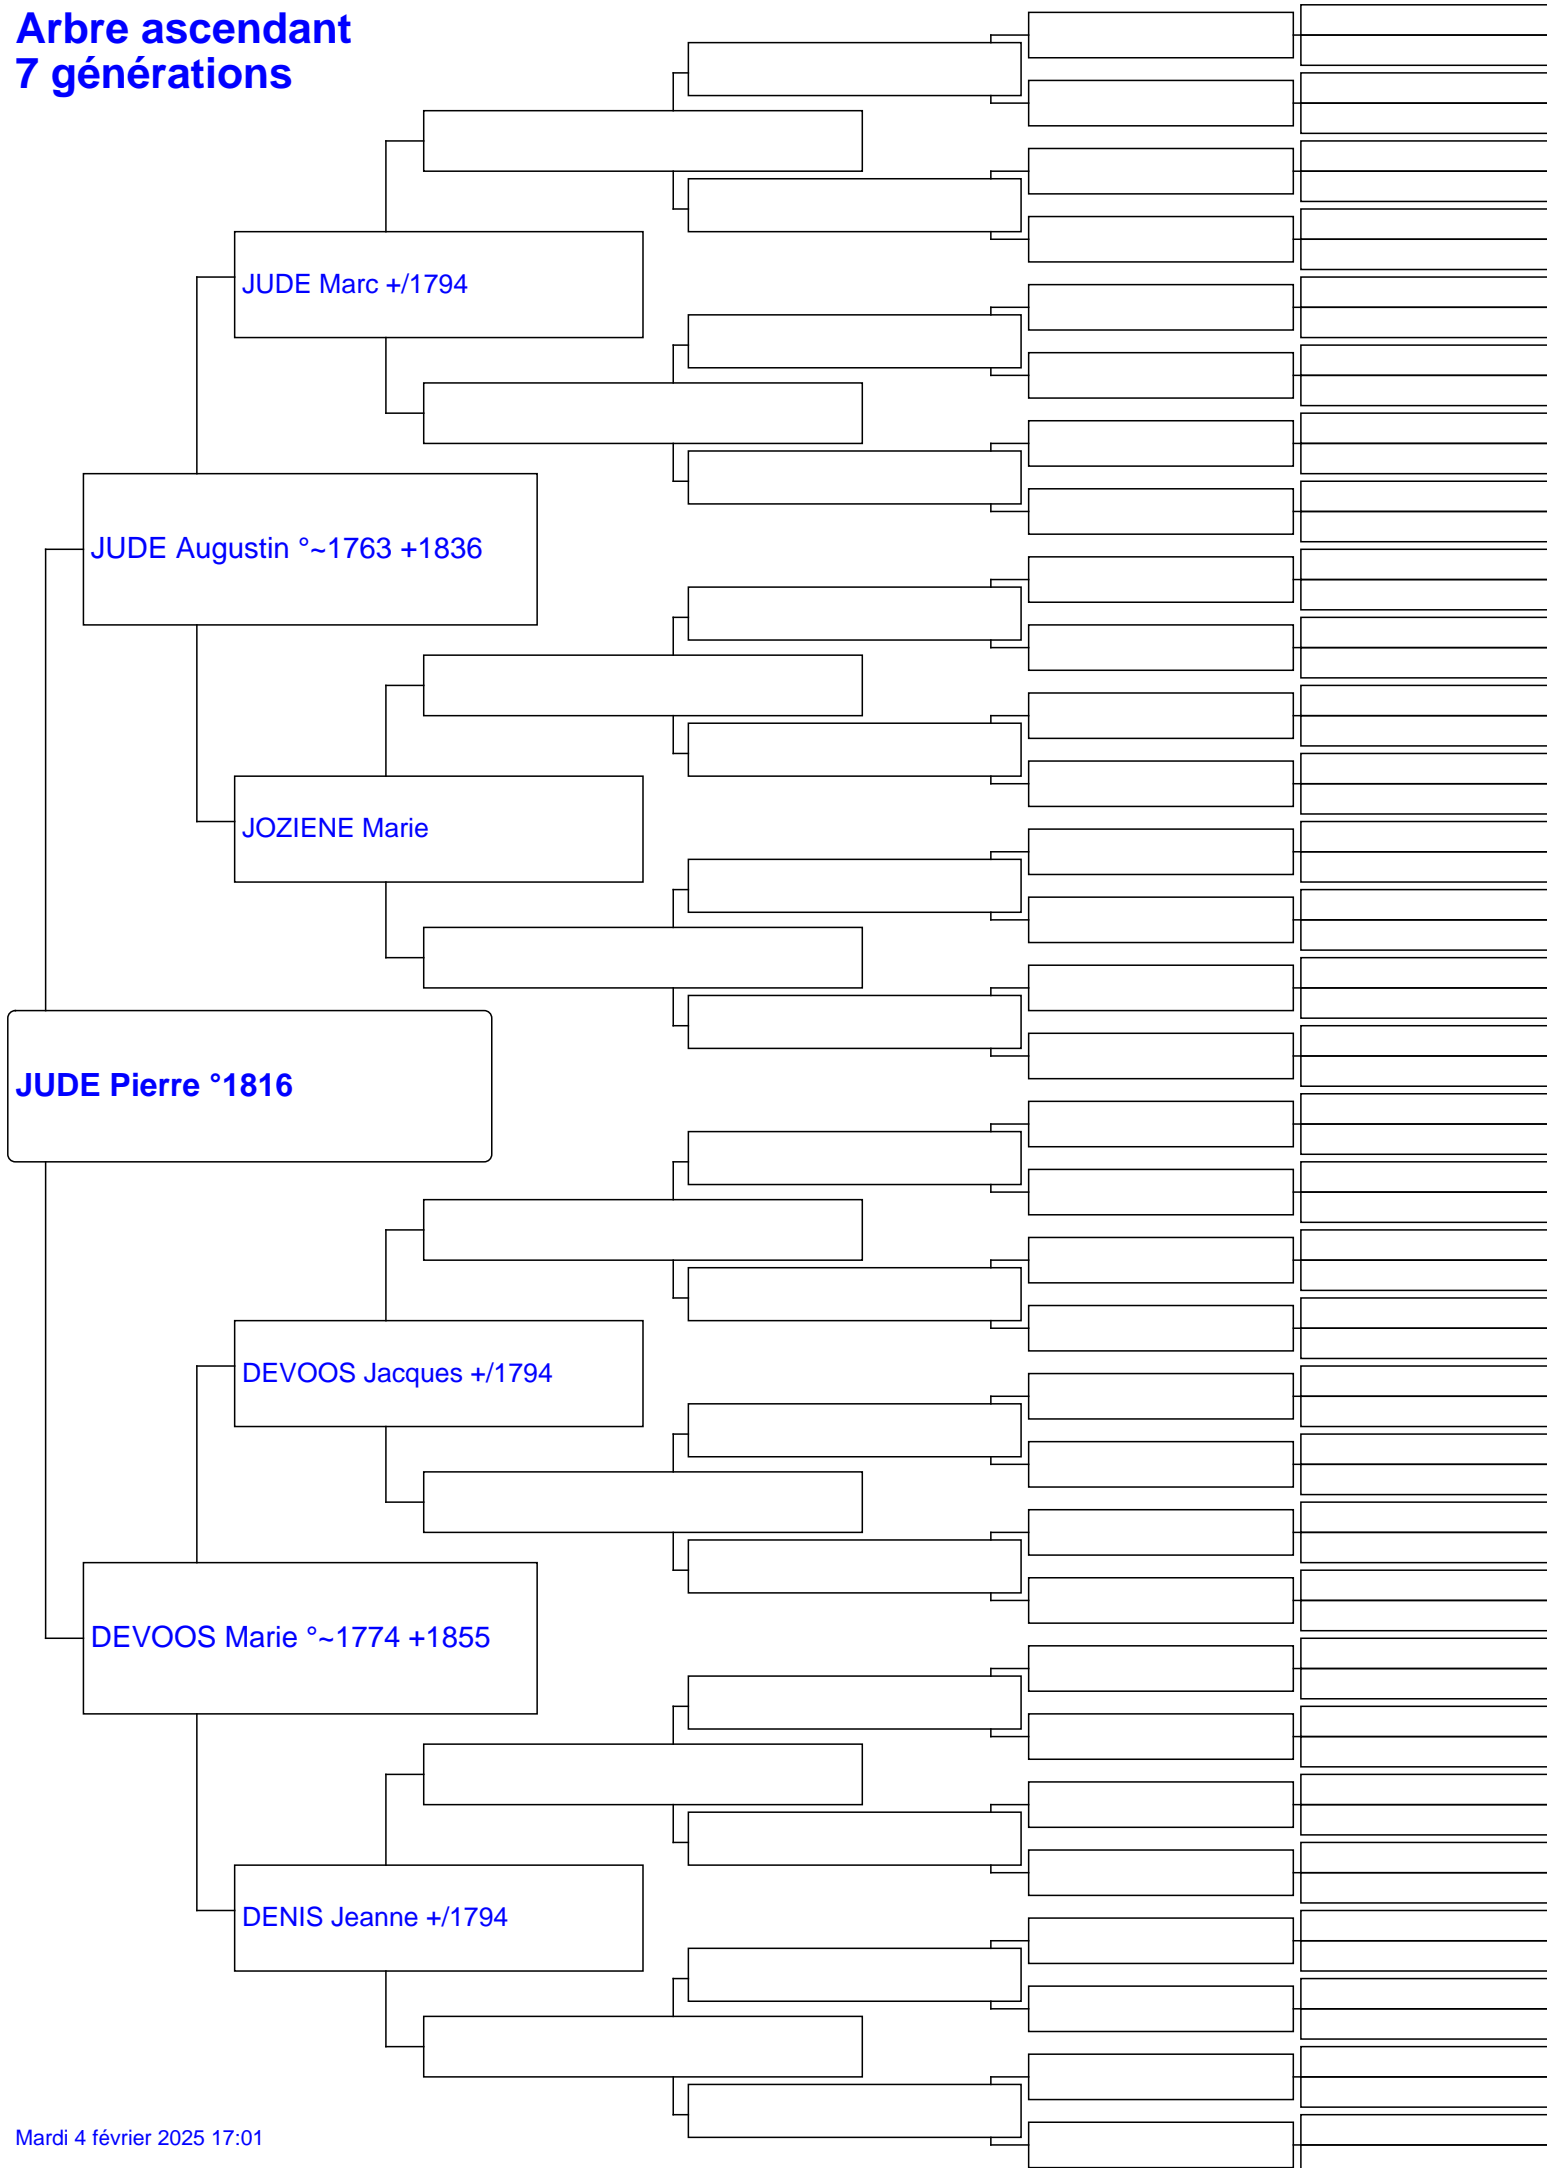 Arbre ascendant
7 générations
JUDE Marc +/1794
JUDE Augustin °~1763 +1836
JOZIENE Marie
JUDE Pierre °1816
DEVOOS Jacques +/1794
DEVOOS Marie °~1774 +1855
DENIS Jeanne +/1794
Mardi 4 février 2025 17:01